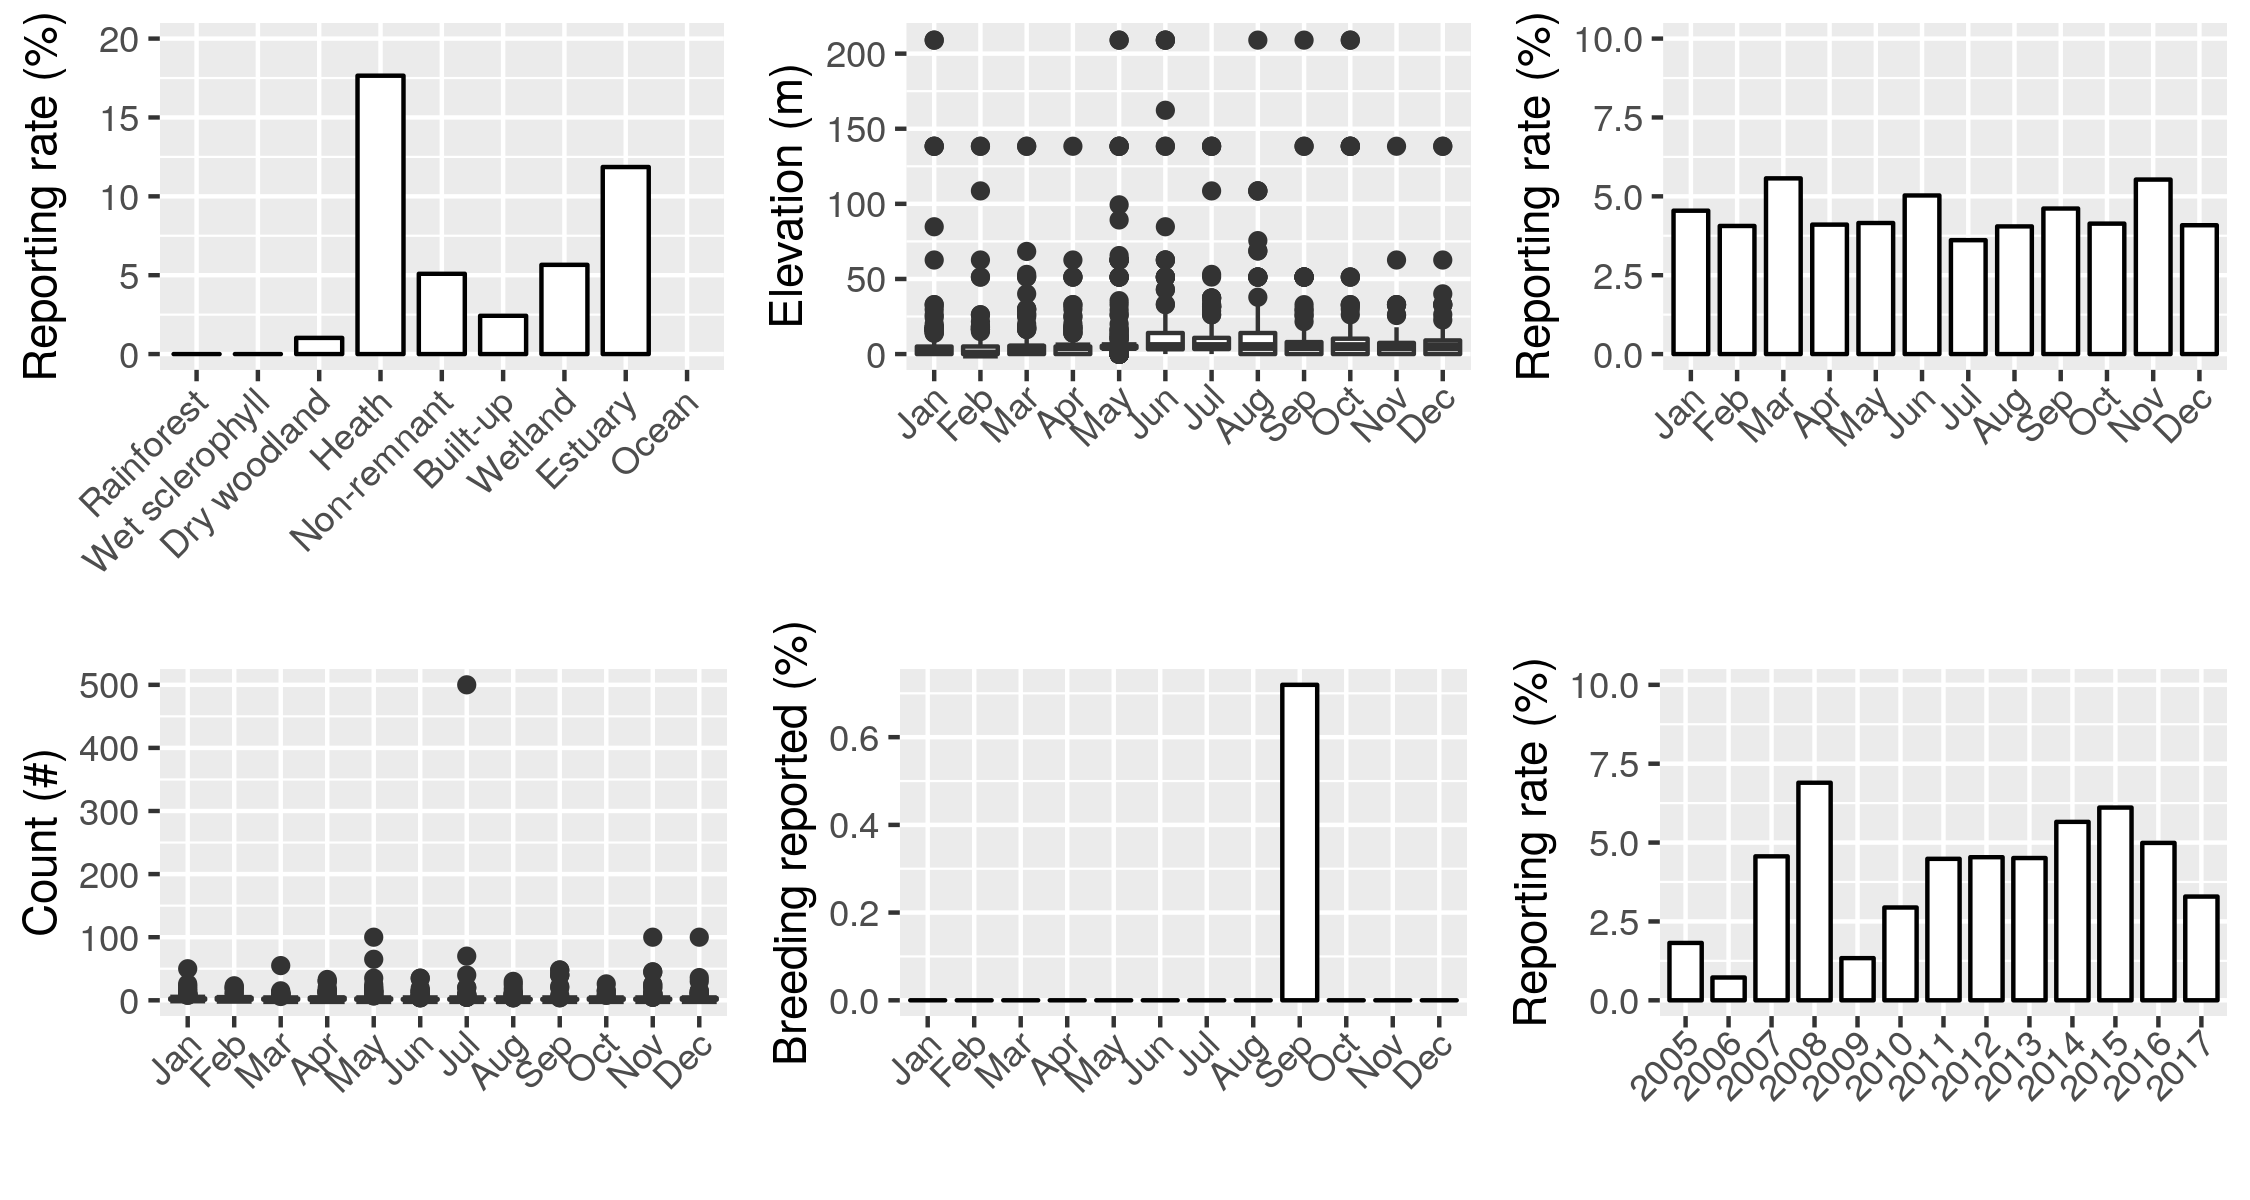 Reporting rate (%)
20
15
10
5
0
Rainforest
Wet sclerophyll
Dry woodland
Heath
Non-remnant
Built-up
Wetland
Estuary
Ocean
Elevation (m)
200
150
100
50
0
Jan
Feb
Mar
Apr
May
Jun
Jul
Aug
Sep
Oct
Nov
Dec
Reporting rate (%)
10.0
7.5
5.0
2.5
0.0
Jan
Feb
Mar
Apr
May
Jun
Jul
Aug
Sep
Oct
Nov
Dec
Count (#)
500
400
300
200
100
0
Jan
Feb
Mar
Apr
May
Jun
Jul
Aug
Sep
Oct
Nov
Dec
Breeding reported (%)
0.6
0.4
0.2
0.0
Jan
Feb
Mar
Apr
May
Jun
Jul
Aug
Sep
Oct
Nov
Dec
Reporting rate (%)
10.0
7.5
5.0
2.5
0.0
2005
2006
2007
2008
2009
2010
2011
2012
2013
2014
2015
2016
2017